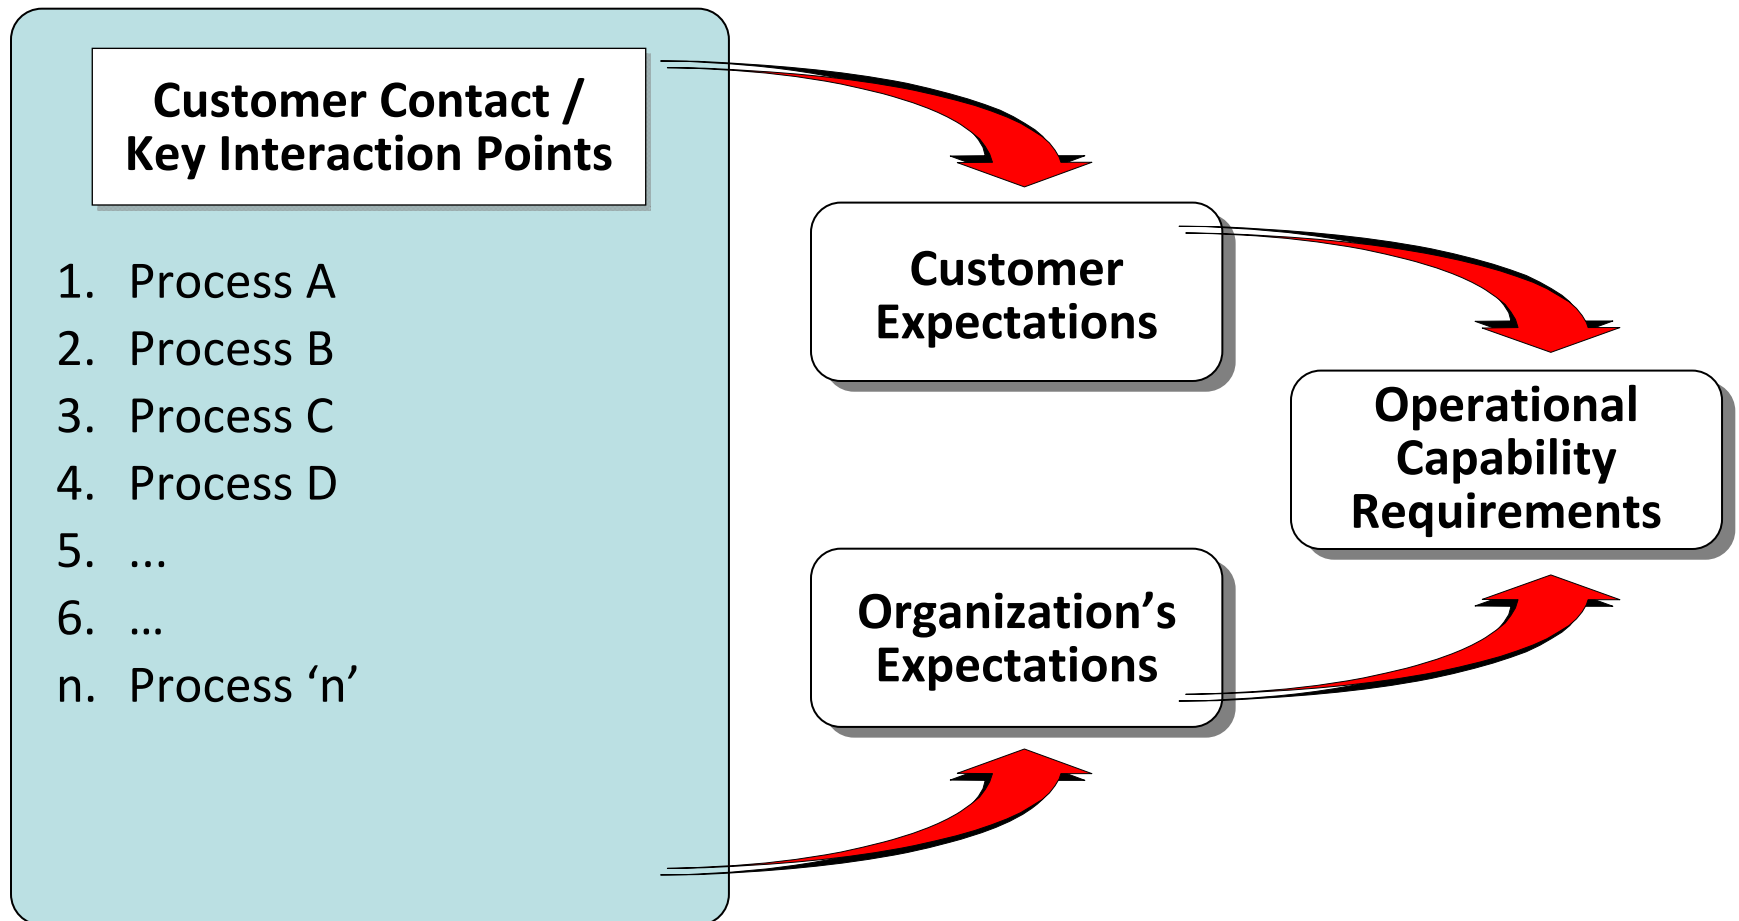 Customer Contact /
Key Interaction Points
1. Process A
2. Process B
3. Process C
4. Process D
5. ...
6. …
n. Process ‘n’
Customer
Expectations
Organization’s
Expectations
Operational
Capability
Requirements